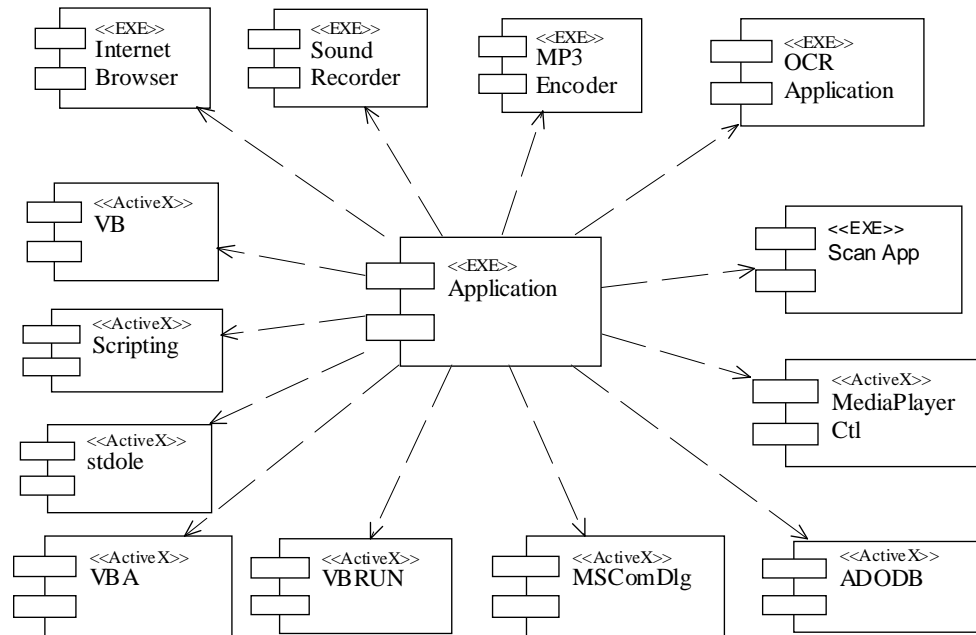 <<EXE>>
Internet
Browser
<<EXE>>
Sound
Recorder
<<EXE>>
MP3
Encoder
<<EXE>>
OCR
Application
<<ActiveX>>
VB
<<EXE>>
Application
<<EXE>>
Scan App
<<ActiveX>>
Scripting
<<ActiveX>>
MediaPlayer
Ctl
<<ActiveX>>
stdole
<<ActiveX>>
VBA
<<ActiveX>>
VBRUN
<<ActiveX>>
MSComDlg
<<ActiveX>>
ADODB